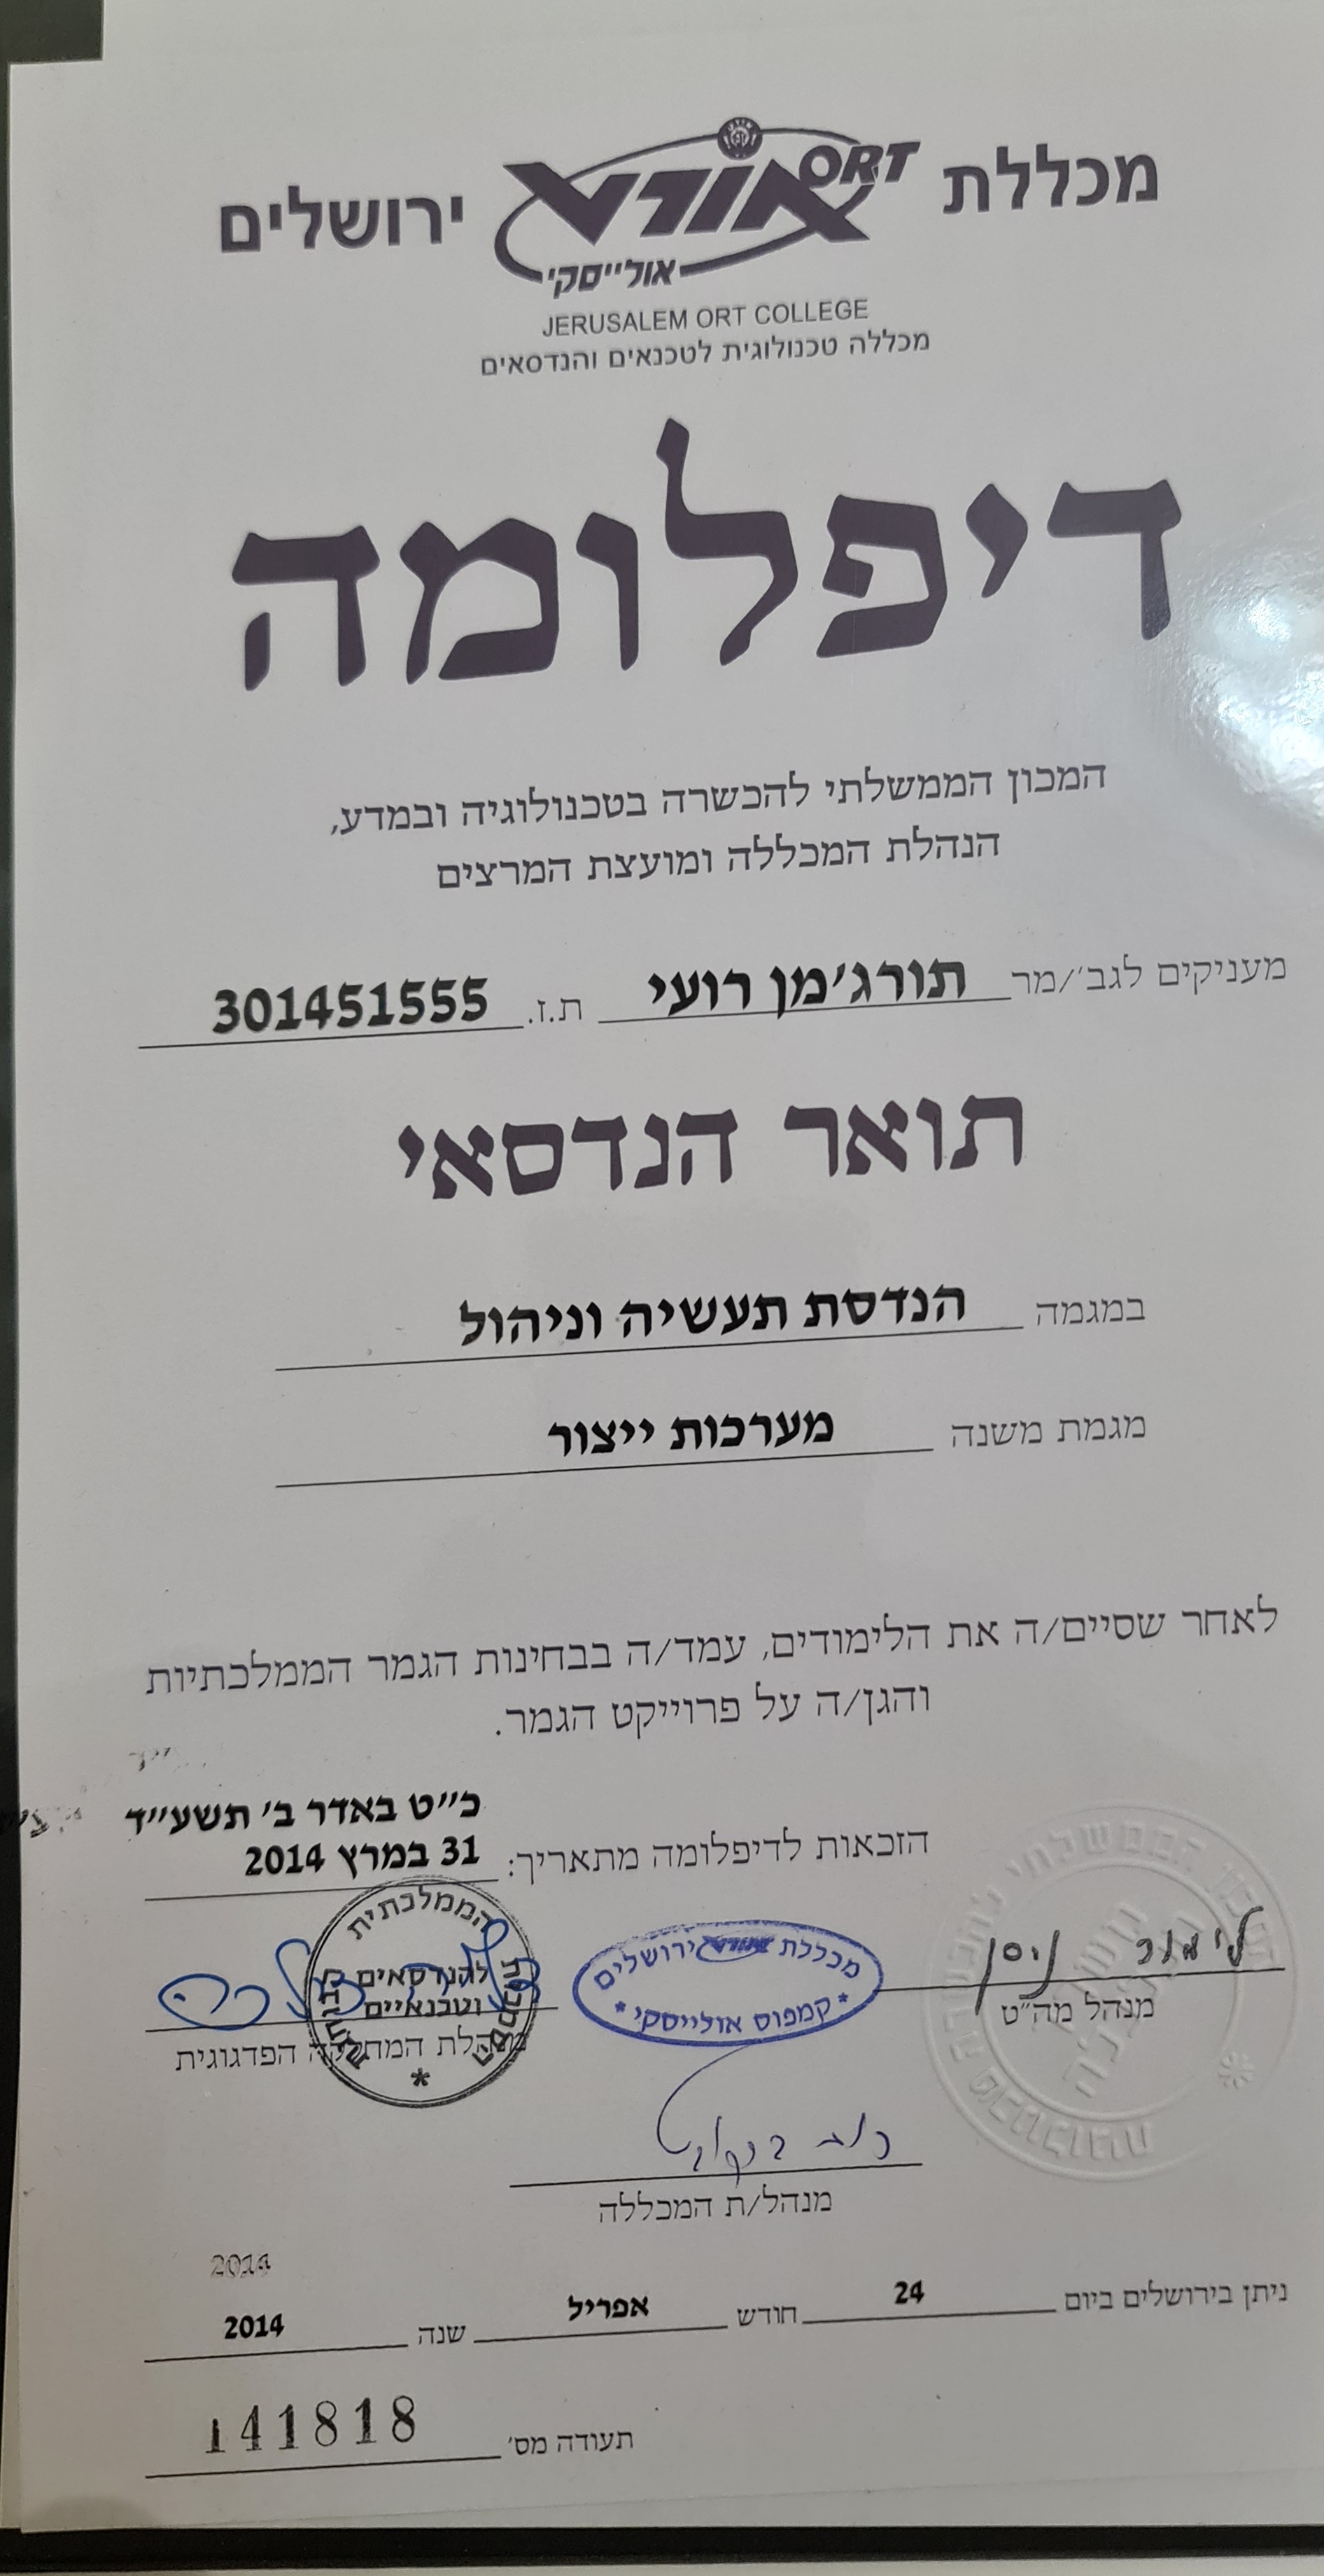 מכללת אורט ORT ירושלים
אולייסקי
JERUSALEM ORT COLLEGE
מכללה טכנולוגית לטכנאים והנדסאים
דיפלומה
המכון הממשלתי להכשרה בטכנולוגיה ובמדע,
הנהלת המכללה ומועצת המרצים
מעניקים לגב׳/מר תורג׳מן רועי ת.ז. 301451555
תואר הנדסאי
במגמה הנדסת תעשיה וניהול
מגמת משנה מערכות ייצור
לאחר שסיים/ה את הלימודים, עמד/ה בבחינות הגמר הממלכתיות
והגן/ה על פרוייקט הגמר.
כ״ט באדר ב׳ תשע״ד
הזכאות לדיפלומה מתאריך: 31 במרץ 2014
הממלכתית
להנדסאים
וטכנאיים
מכללת אורט ירושלים
* קמפוס אולייסקי *
לימור ניסן
מנהל מה״ט
מנהלת המחלקה הפדגוגית
מנהל/ת המכללה
2014
ניתן בירושלים ביום 24 חודש אפריל שנה 2014
תעודה מס׳ 141818